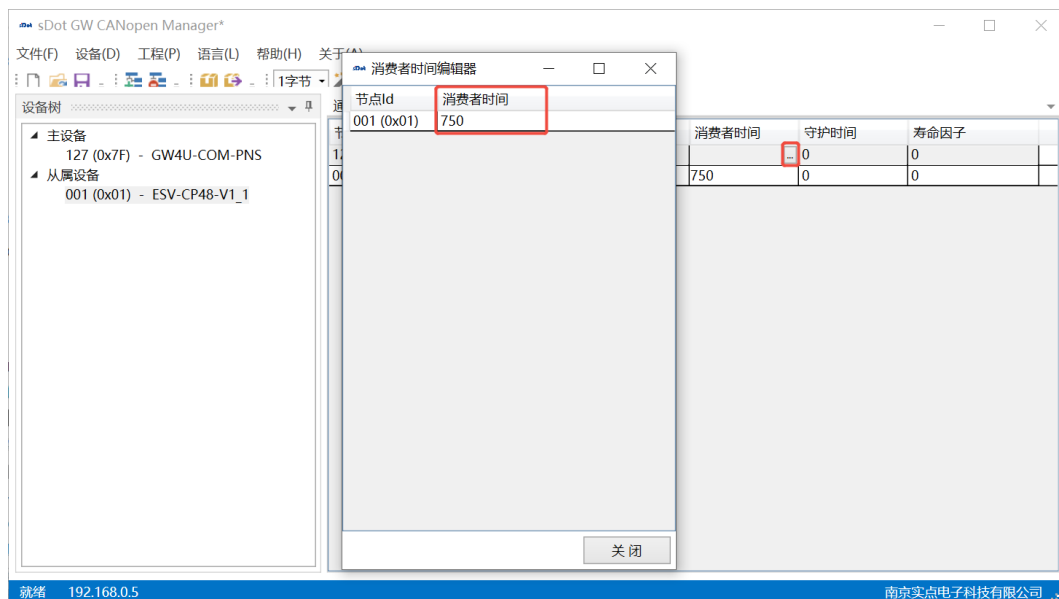 sDot GW CANopen Manager*
文件(F) 设备(D) 工程(P) 语言(L) 帮助(H)
1字节
设备树
主设备
127 (0x7F) - GW4U-COM-PNS
从属设备
001 (0x01) - ESV-CP48-V1_1
消费者时间编辑器
节点Id 消费者时间
001 (0x01) 750
关闭
消费者时间 守护时间 寿命因子
0 0
750 0 0
就绪 192.168.0.5 南京实点电子科技有限公司